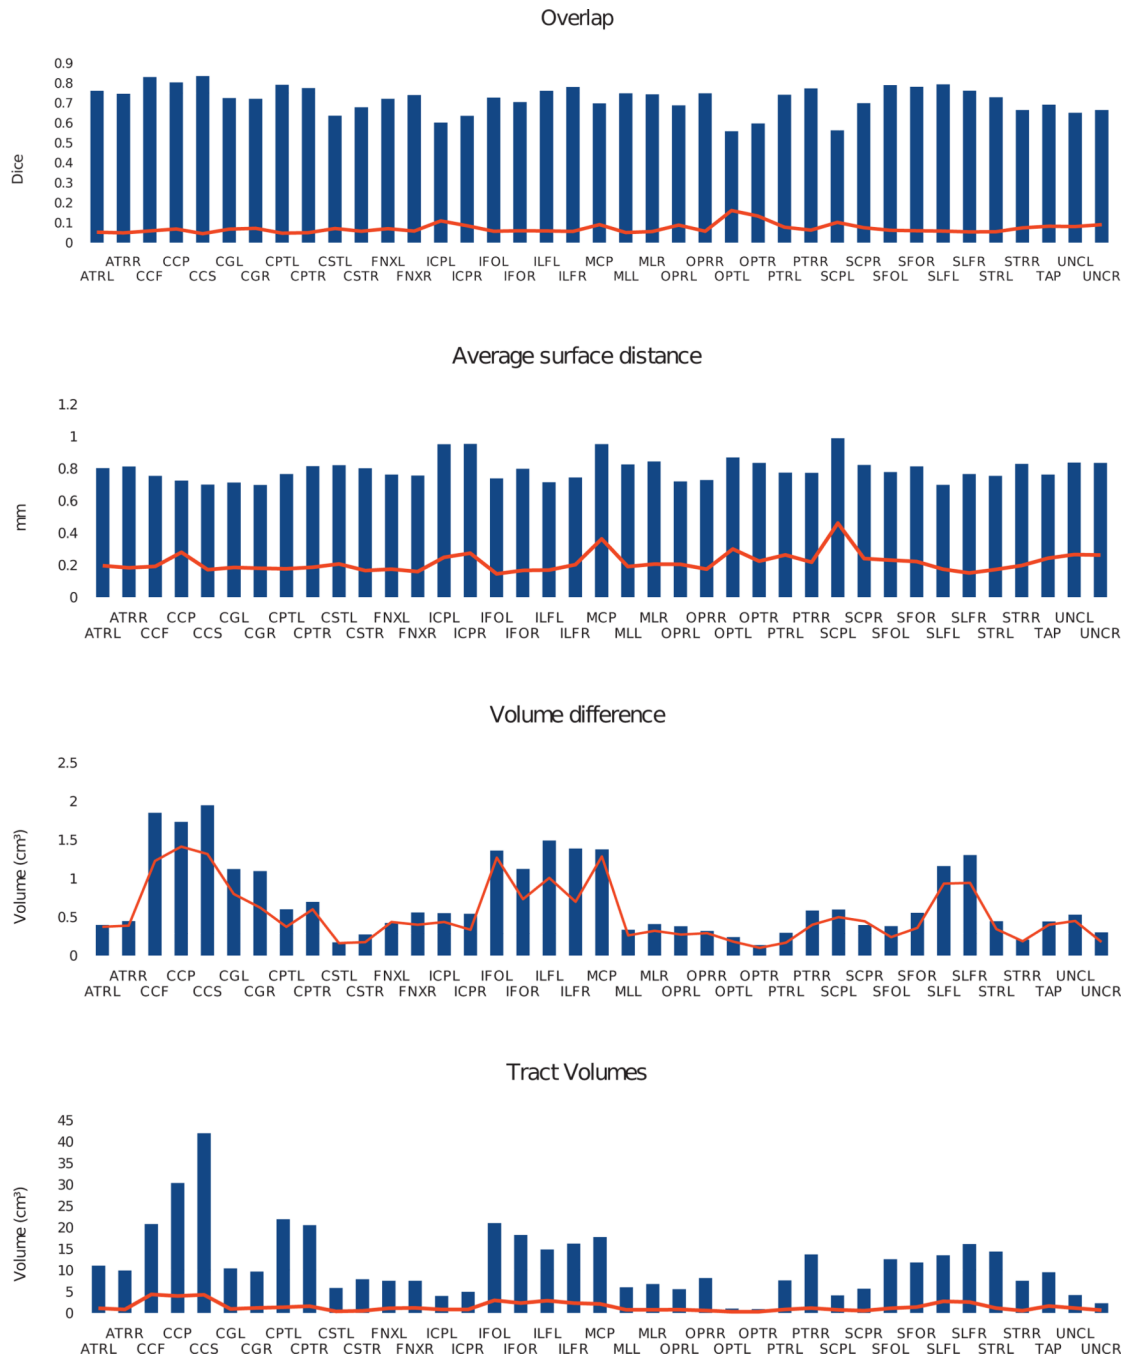 Overlap
0.9
0.8
0.7
0.6
0.5
0.4
0.3
0.2
0.1
0
Dice
ATRR CCP CGL CPTL CSTL FNXL ICPL IFOL ILFL MCP MLR OPRR OPTR PTRR SCPR SFOR SLFR STRR UNCL
ATRL CCF CCS CGR CPTR CSTR FNXR ICPR IFOR ILFR MLL OPRL OPTL PTRL SCPL SFOL SLFL STRL TAP UNCR
Average surface distance
1.2
1
0.8
0.6
0.4
0.2
0
mm
ATRR CCP CGL CPTL CSTL FNXL ICPL IFOL ILFL MCP MLR OPRR OPTR PTRR SCPR SFOR SLFR STRR UNCL
ATRL CCF CCS CGR CPTR CSTR FNXR ICPR IFOR ILFR MLL OPRL OPTL PTRL SCPL SFOL SLFL STRL TAP UNCR
Volume difference
2.5
2
1.5
1
0.5
0
Volume (cm³)
ATRR CCP CGL CPTL CSTL FNXL ICPL IFOL ILFL MCP MLR OPRR OPTR PTRR SCPR SFOR SLFR STRR UNCL
ATRL CCF CCS CGR CPTR CSTR FNXR ICPR IFOR ILFR MLL OPRL OPTL PTRL SCPL SFOL SLFL STRL TAP UNCR
Tract Volumes
45
40
35
30
25
20
15
10
5
0
Volume (cm³)
ATRR CCP CGL CPTL CSTL FNXL ICPL IFOL ILFL MCP MLR OPRR OPTR PTRR SCPR SFOR SLFR STRR UNCL
ATRL CCF CCS CGR CPTR CSTR FNXR ICPR IFOR ILFR MLL OPRL OPTL PTRL SCPL SFOL SLFL STRL TAP UNCR